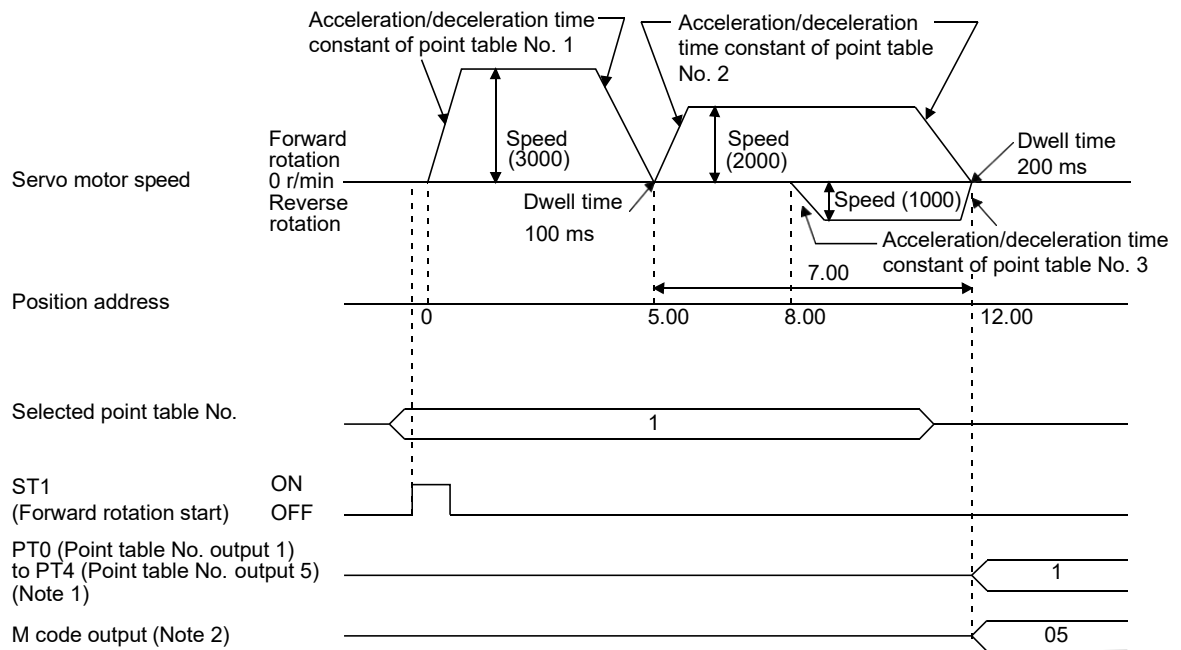 Acceleration/deceleration time
constant of point table No. 1
Acceleration/deceleration
time constant of point table
No. 2
Forward
rotation
0 r/min
Reverse
rotation
Servo motor speed
Speed
(3000)
Speed
(2000)
Dwell time
200 ms
Dwell time
100 ms
Speed (1000)
Acceleration/deceleration time
constant of point table No. 3
7.00
Position address
0
5.00
8.00
12.00
Selected point table No.
1
ST1
(Forward rotation start)
ON
OFF
PT0 (Point table No. output 1)
to PT4 (Point table No. output 5)
(Note 1)
1
M code output (Note 2)
05